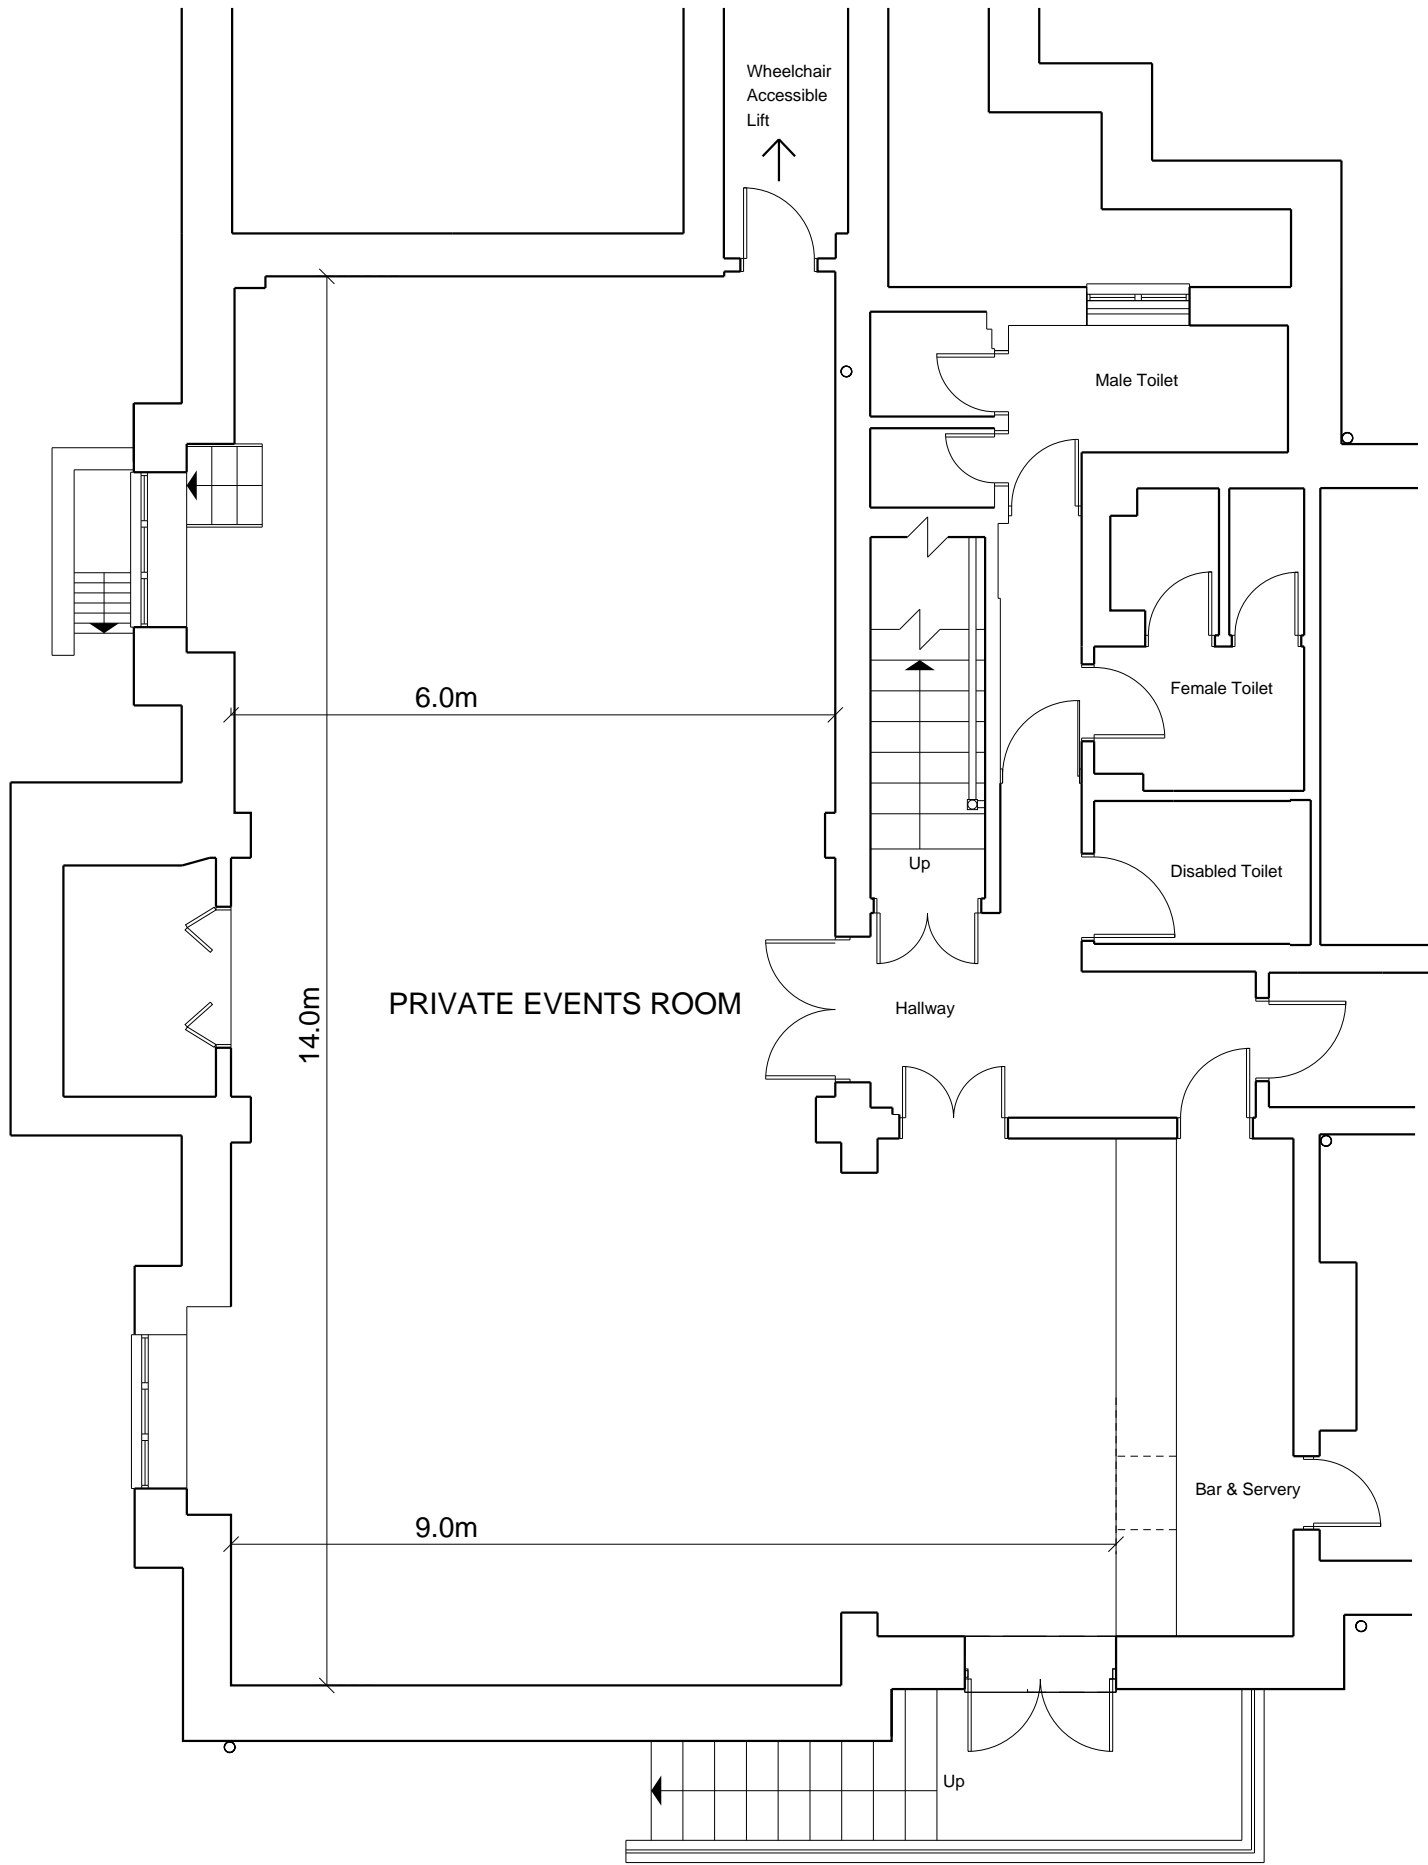 Wheelchair
Accessible
Lift
Male Toilet
6.0m
Female Toilet
Up
Disabled Toilet
14.0m
PRIVATE EVENTS ROOM
Hallway
Bar & Servery
9.0m
Up